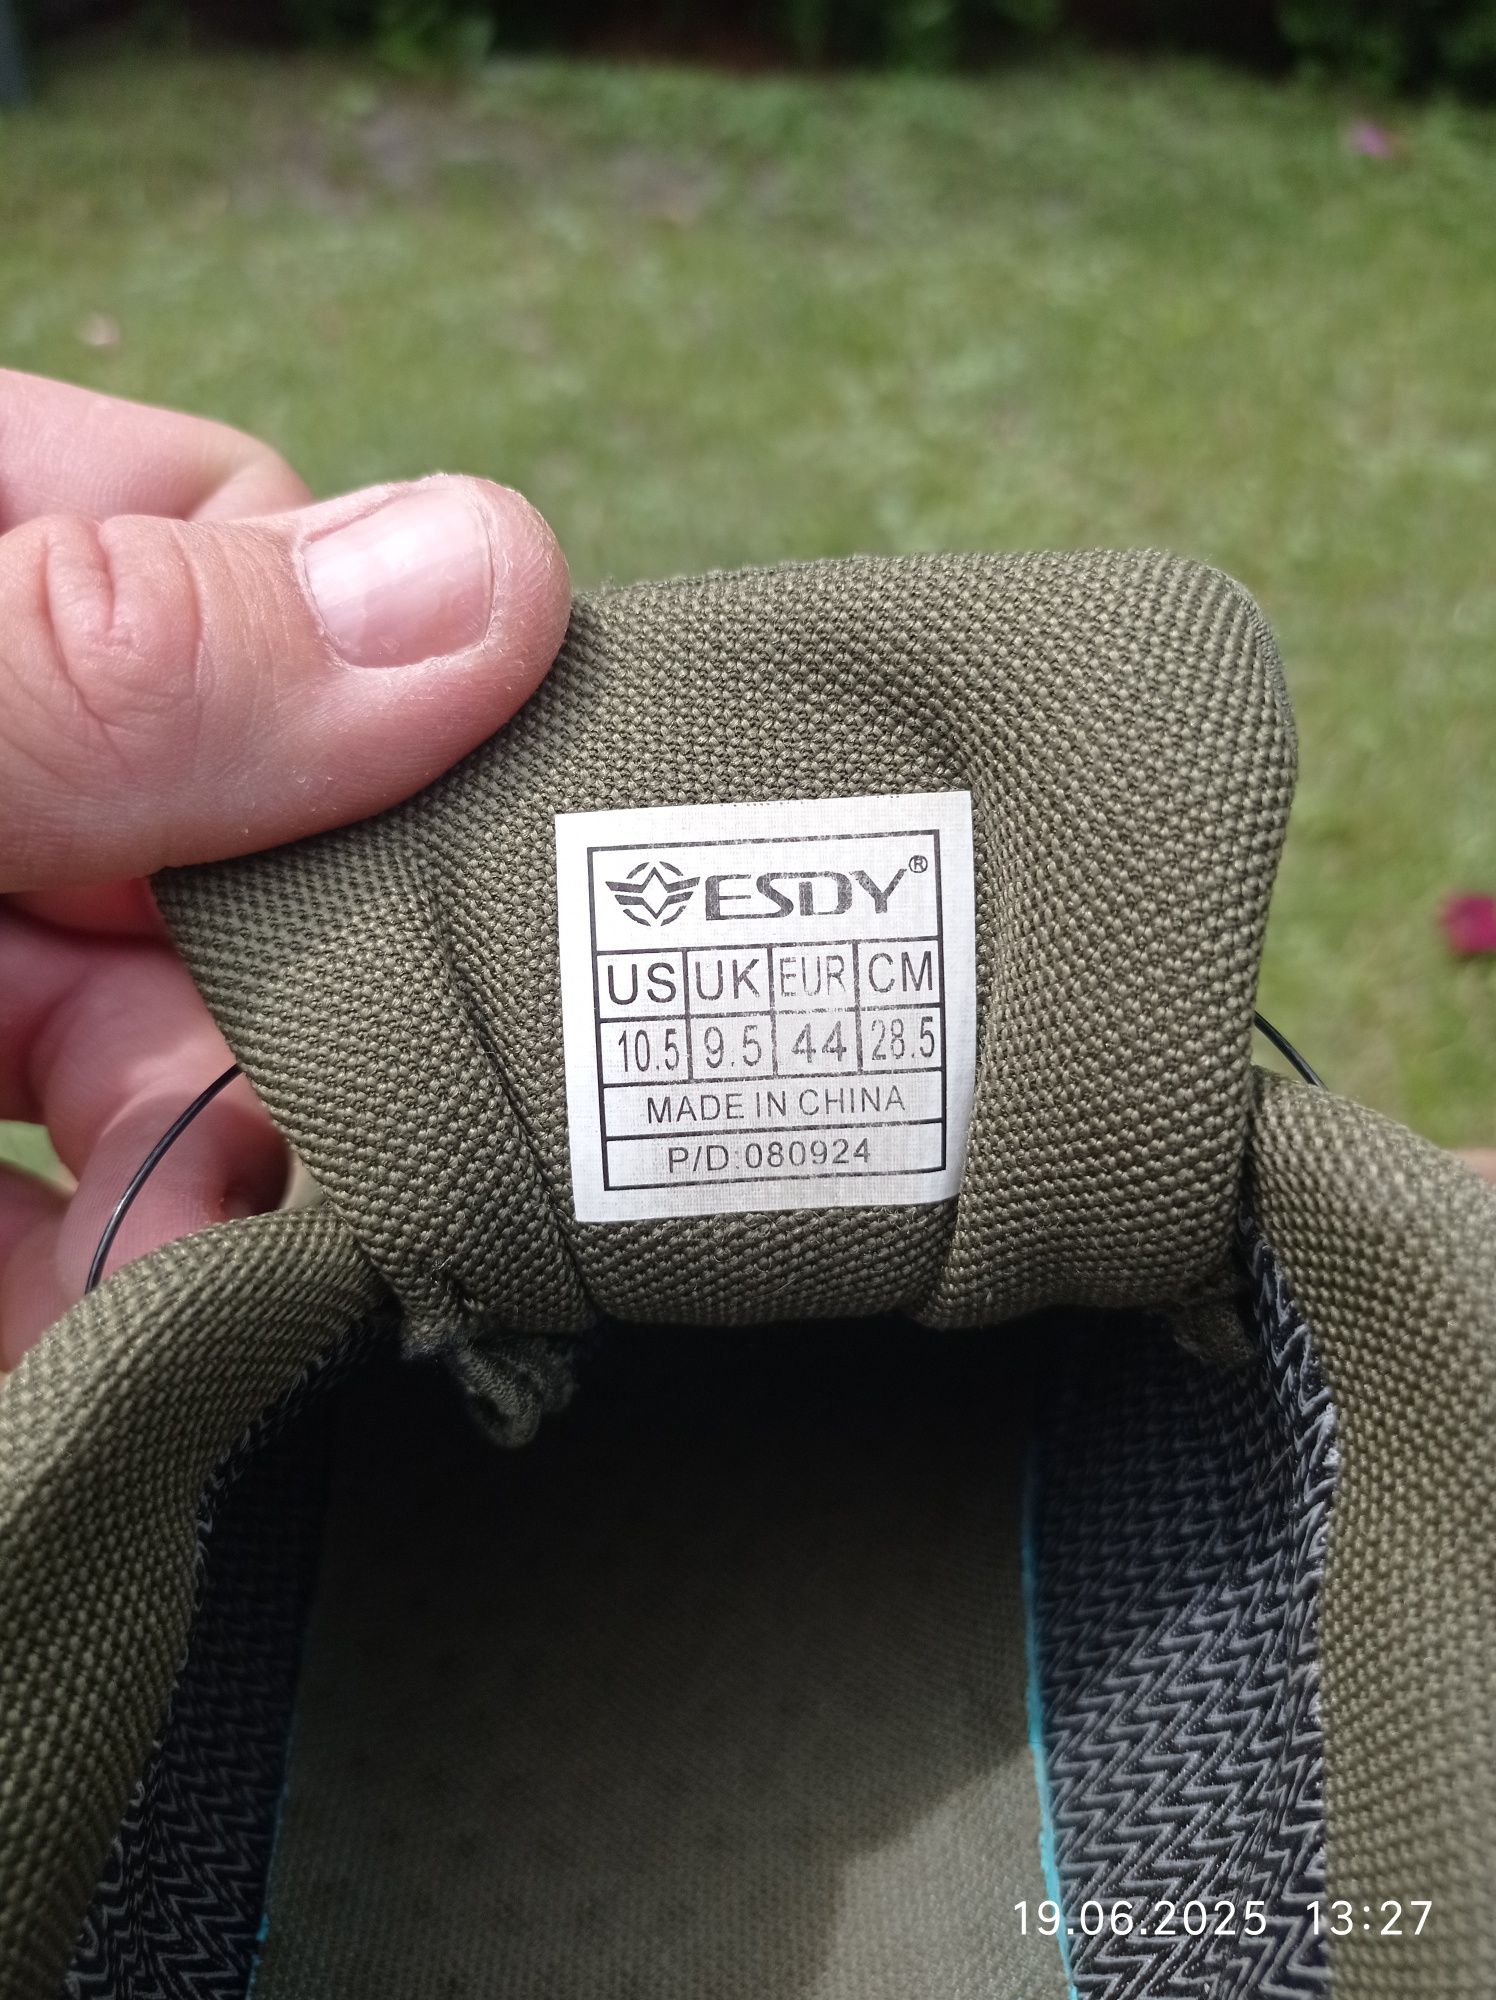 ESDY®
US UK EUR CM
10.5 9.5 44 28.5
MADE IN CHINA
P/D:080924
19.06.2025 13:27